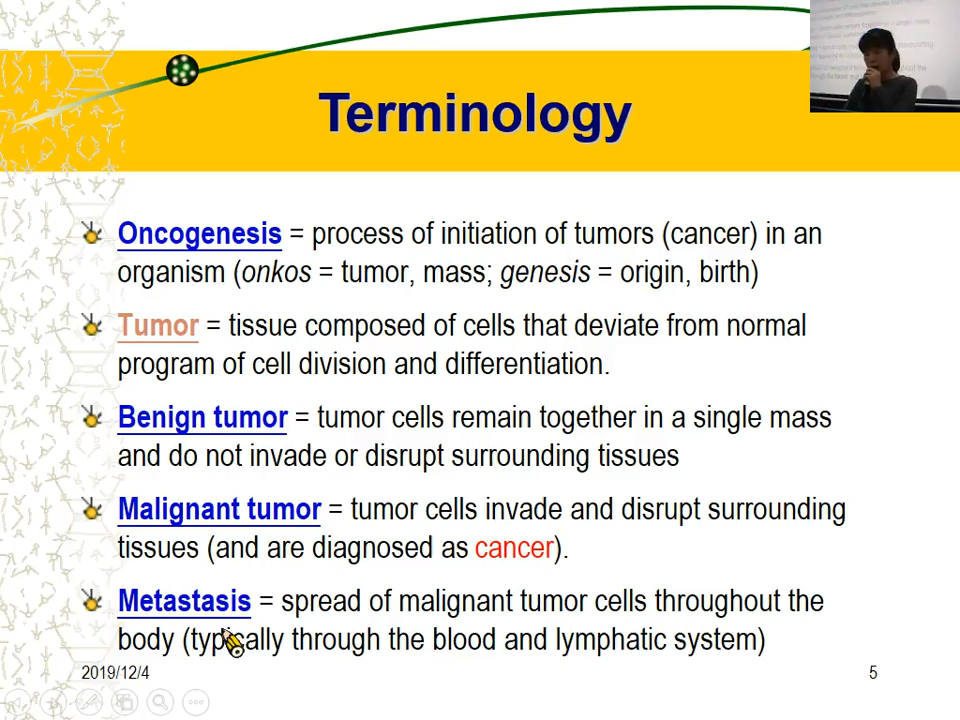 Terminology
Oncogenesis = process of initiation of tumors (cancer) in an
organism (onkos = tumor, mass; genesis = origin, birth)
Tumor = tissue composed of cells that deviate from normal
program of cell division and differentiation.
Benign tumor = tumor cells remain together in a single mass
and do not invade or disrupt surrounding tissues
Malignant tumor = tumor cells invade and disrupt surrounding
tissues (and are diagnosed as cancer).
Metastasis = spread of malignant tumor cells throughout the
body (typically through the blood and lymphatic system)
2019/12/4
5